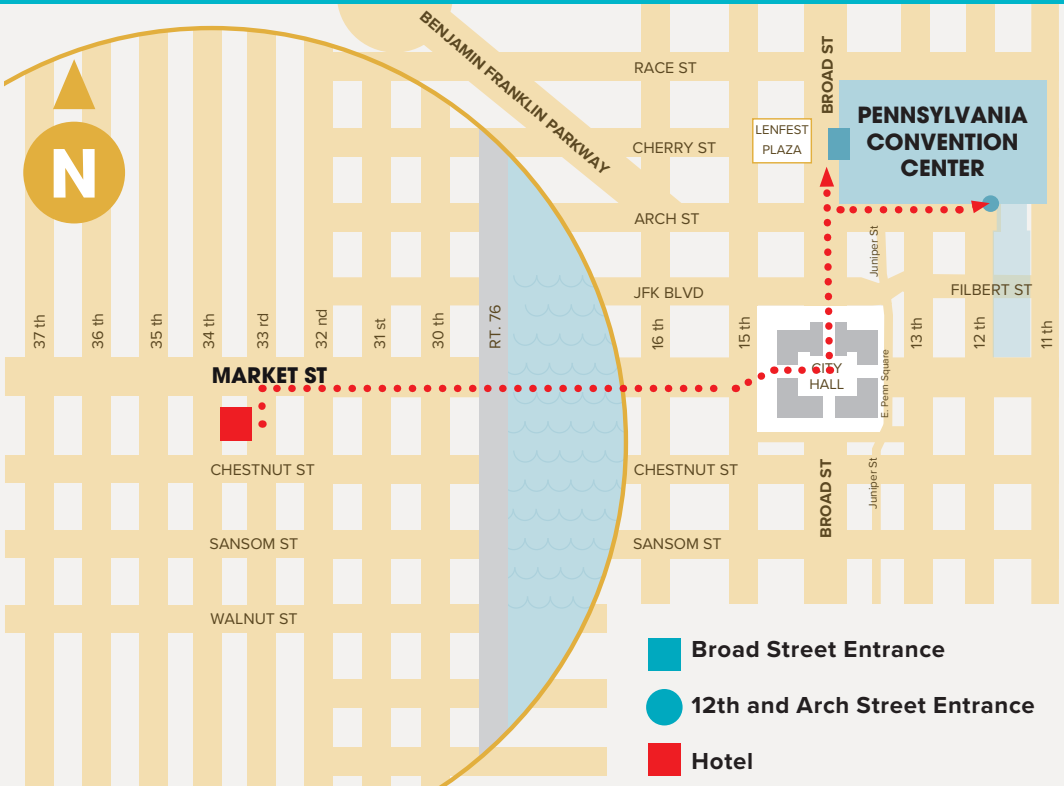 BENJAMIN FRANKLIN PARKWAY
RACE ST
BROAD ST
PENNSYLVANIA
CONVENTION
CENTER
LENFEST
PLAZA
N
CHERRY ST
ARCH ST
Juniper St
JFK BLVD
FILBERT ST
37 th
36 th
35 th
34 th
33 rd
32 nd
31 st
30 th
RT. 76
16 th
15 th
13 th
12 th
11 th
MARKET ST
CITY
HALL
E. Penn Square
CHESTNUT ST
CHESTNUT ST
BROAD ST
Juniper St
SANSOM ST
SANSOM ST
WALNUT ST
Broad Street Entrance
12th and Arch Street Entrance
Hotel